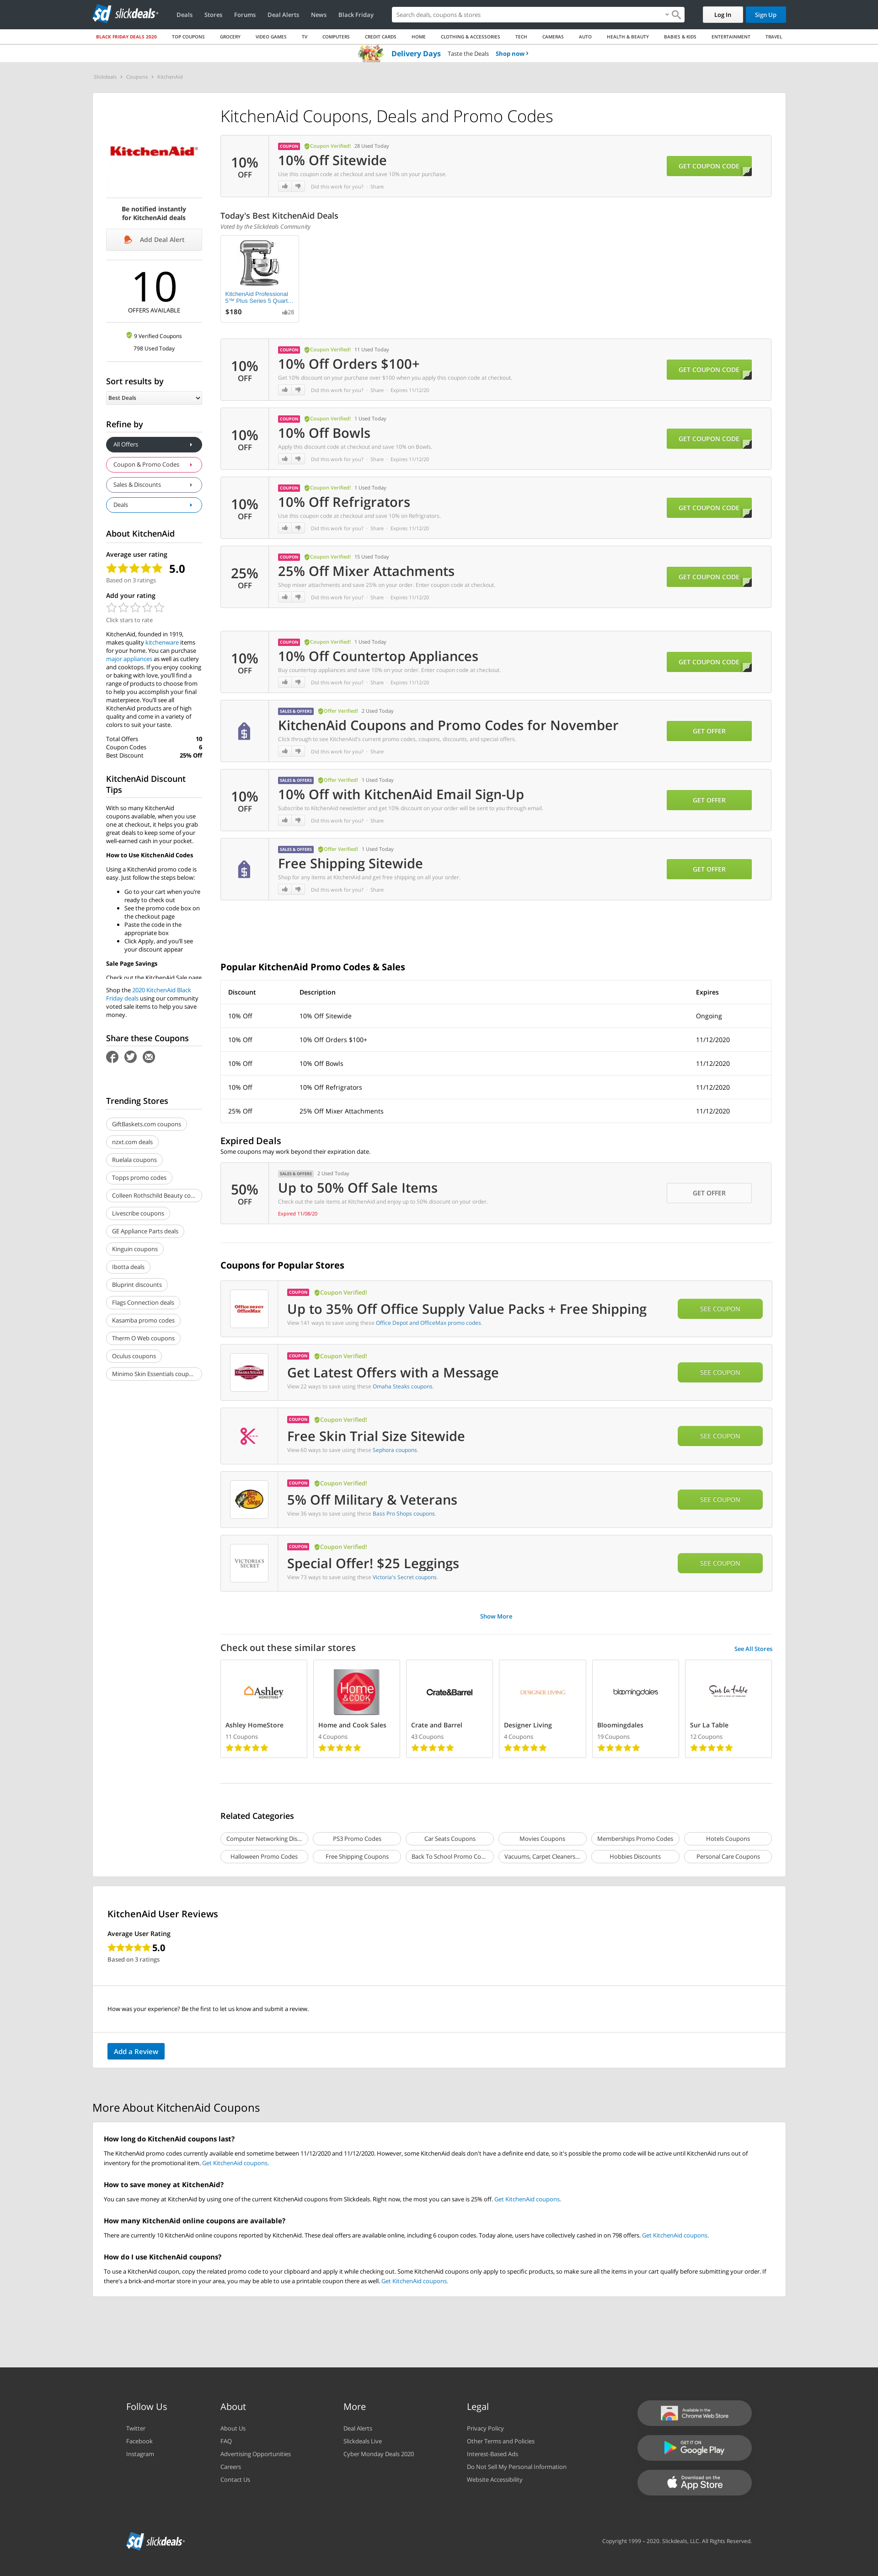 slickdeals
Deals Stores Forums Deal Alerts News Black Friday
Search deals, coupons & stores
Log In
Sign Up
BLACK FRIDAY DEALS 2020 TOP COUPONS GROCERY VIDEO GAMES TV COMPUTERS CREDIT CARDS HOME CLOTHING & ACCESSORIES TECH CAMERAS AUTO HEALTH & BEAUTY BABIES & KIDS ENTERTAINMENT TRAVEL
Delivery Days Taste the Deals Shop now ›
Slickdeals › Coupons › KitchenAid
KitchenAid
Be notified instantly
for KitchenAid deals
Add Deal Alert
10
OFFERS AVAILABLE
9 Verified Coupons
798 Used Today
Sort results by
Best Deals
Refine by
All Offers
Coupon & Promo Codes
Sales & Discounts
Deals
About KitchenAid
Average user rating
5.0
Based on 3 ratings
Add your rating
Click stars to rate
KitchenAid, founded in 1919,
makes quality kitchenware items
for your home. You can purchase
major appliances as well as cutlery
and cooktops. If you enjoy cooking
or baking with love, you'll find a
range of products to choose from
to help you accomplish your final
masterpiece. You'll see all
KitchenAid products are of high
quality and come in a variety of
colors to suit your taste.
Total Offers 10
Coupon Codes 6
Best Discount 25% Off
KitchenAid Discount
Tips
With so many KitchenAid
coupons available, when you use
one at checkout, it helps you grab
great deals to keep some of your
well-earned cash in your pocket.
How to Use KitchenAid Codes
Using a KitchenAid promo code is
easy. Just follow the steps below:
• Go to your cart when you're
ready to check out
• See the promo code box on
the checkout page
• Paste the code in the
appropriate box
• Click Apply, and you'll see
your discount appear
Sale Page Savings
Check out the KitchenAid Sale page
Shop the 2020 KitchenAid Black
Friday deals using our community
voted sale items to help you save
money.
Share these Coupons
Trending Stores
GiftBaskets.com coupons
nzxt.com deals
Ruelala coupons
Topps promo codes
Colleen Rothschild Beauty co...
Livescribe coupons
GE Appliance Parts deals
Kinguin coupons
Ibotta deals
Bluprint discounts
Flags Connection deals
Kasamba promo codes
Therm O Web coupons
Oculus coupons
Minimo Skin Essentials coup...
KitchenAid Coupons, Deals and Promo Codes
10%
OFF
COUPON Coupon Verified! 28 Used Today
10% Off Sitewide
Use this coupon code at checkout and save 10% on your purchase.
Did this work for you? · Share
GET COUPON CODE
Today's Best KitchenAid Deals
Voted by the Slickdeals Community
KitchenAid Professional
5™ Plus Series 5 Quart...
$180 28
10%
OFF
COUPON Coupon Verified! 11 Used Today
10% Off Orders $100+
Get 10% discount on your purchase over $100 when you apply this coupon code at checkout.
Did this work for you? · Share · Expires 11/12/20
GET COUPON CODE
10%
OFF
COUPON Coupon Verified! 1 Used Today
10% Off Bowls
Apply this discount code at checkout and save 10% on Bowls.
Did this work for you? · Share · Expires 11/12/20
GET COUPON CODE
10%
OFF
COUPON Coupon Verified! 1 Used Today
10% Off Refrigrators
Use this coupon code at checkout and save 10% on Refrigrators.
Did this work for you? · Share · Expires 11/12/20
GET COUPON CODE
25%
OFF
COUPON Coupon Verified! 15 Used Today
25% Off Mixer Attachments
Shop mixer attachments and save 25% on your order. Enter coupon code at checkout.
Did this work for you? · Share · Expires 11/12/20
GET COUPON CODE
10%
OFF
COUPON Coupon Verified! 1 Used Today
10% Off Countertop Appliances
Buy countertop appliances and save 10% on your order. Enter coupon code at checkout.
Did this work for you? · Share · Expires 11/12/20
GET COUPON CODE
SALES & OFFERS Offer Verified! 2 Used Today
KitchenAid Coupons and Promo Codes for November
Click through to see KitchenAid's current promo codes, coupons, discounts, and special offers.
Did this work for you? · Share
GET OFFER
10%
OFF
SALES & OFFERS Offer Verified! 1 Used Today
10% Off with KitchenAid Email Sign-Up
Subscribe to KitchenAid newsletter and get 10% discount on your order will be sent to you through email.
Did this work for you? · Share
GET OFFER
SALES & OFFERS Offer Verified! 1 Used Today
Free Shipping Sitewide
Shop for any items at KitchenAid and get free shipping on all your order.
Did this work for you? · Share
GET OFFER
Popular KitchenAid Promo Codes & Sales
Discount Description Expires
10% Off 10% Off Sitewide Ongoing
10% Off 10% Off Orders $100+ 11/12/2020
10% Off 10% Off Bowls 11/12/2020
10% Off 10% Off Refrigrators 11/12/2020
25% Off 25% Off Mixer Attachments 11/12/2020
Expired Deals
Some coupons may work beyond their expiration date.
50%
OFF
SALES & OFFERS 2 Used Today
Up to 50% Off Sale Items
Check out the sale items at KitchenAid and enjoy up to 50% disocunt on your order.
Expired 11/08/20
GET OFFER
Coupons for Popular Stores
Office DEPOT
OfficeMax
COUPON Coupon Verified!
Up to 35% Off Office Supply Value Packs + Free Shipping
View 141 ways to save using these Office Depot and OfficeMax promo codes.
SEE COUPON
OMAHA STEAKS
COUPON Coupon Verified!
Get Latest Offers with a Message
View 22 ways to save using these Omaha Steaks coupons.
SEE COUPON
COUPON Coupon Verified!
Free Skin Trial Size Sitewide
View 60 ways to save using these Sephora coupons.
SEE COUPON
Bass Pro Shops
COUPON Coupon Verified!
5% Off Military & Veterans
View 36 ways to save using these Bass Pro Shops coupons.
SEE COUPON
VICTORIA'S
SECRET
COUPON Coupon Verified!
Special Offer! $25 Leggings
View 73 ways to save using these Victoria's Secret coupons.
SEE COUPON
Show More
Check out these similar stores
See All Stores
Ashley
HOMESTORE
Ashley HomeStore
11 Coupons
Home
&COOK
Home and Cook Sales
4 Coupons
Crate&Barrel
Crate and Barrel
43 Coupons
DESIGNER LIVING
Designer Living
4 Coupons
bloomingdales
Bloomingdales
19 Coupons
Sur la table
Sur La Table
12 Coupons
Related Categories
Computer Networking Dis... PS3 Promo Codes Car Seats Coupons Movies Coupons Memberships Promo Codes Hotels Coupons
Halloween Promo Codes Free Shipping Coupons Back To School Promo Co... Vacuums, Carpet Cleaners... Hobbies Discounts Personal Care Coupons
KitchenAid User Reviews
Average User Rating
5.0
Based on 3 ratings
How was your experience? Be the first to let us know and submit a review.
Add a Review
More About KitchenAid Coupons
How long do KitchenAid coupons last?
The KitchenAid promo codes currently available end sometime between 11/12/2020 and 11/12/2020. However, some KitchenAid deals don't have a definite end date, so it's possible the promo code will be active until KitchenAid runs out of
inventory for the promotional item. Get KitchenAid coupons.
How to save money at KitchenAid?
You can save money at KitchenAid by using one of the current KitchenAid coupons from Slickdeals. Right now, the most you can save is 25% off. Get KitchenAid coupons.
How many KitchenAid online coupons are available?
There are currently 10 KitchenAid online coupons reported by KitchenAid. These deal offers are available online, including 6 coupon codes. Today alone, users have collectively cashed in on 798 offers. Get KitchenAid coupons.
How do I use KitchenAid coupons?
To use a KitchenAid coupon, copy the related promo code to your clipboard and apply it while checking out. Some KitchenAid coupons only apply to specific products, so make sure all the items in your cart qualify before submitting your order. If
there's a brick-and-mortar store in your area, you may be able to use a printable coupon there as well. Get KitchenAid coupons.
Follow Us
Twitter
Facebook
Instagram
About
About Us
FAQ
Advertising Opportunities
Careers
Contact Us
More
Deal Alerts
Slickdeals Live
Cyber Monday Deals 2020
Legal
Privacy Policy
Other Terms and Policies
Interest-Based Ads
Do Not Sell My Personal Information
Website Accessibility
Available in the
Chrome Web Store
GET IT ON
Google Play
Download on the
App Store
slickdeals
Copyright 1999 – 2020. Slickdeals, LLC. All Rights Reserved.